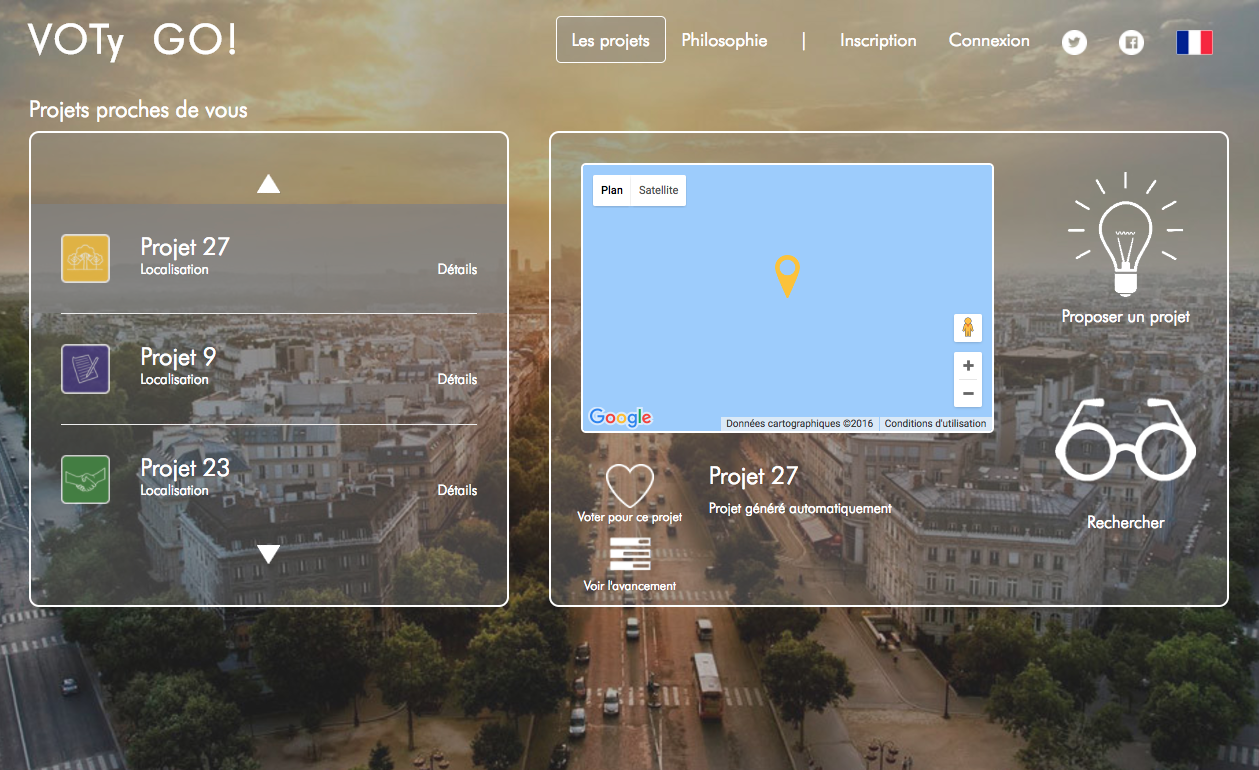 VOTy GO!
Les projets
Philosophie
|
Inscription
Connexion
Projets proches de vous
Projet 27
Localisation
Détails
Projet 9
Localisation
Détails
Projet 23
Localisation
Détails
Plan
Satellite
+
−
Google
Données cartographiques ©2016
Conditions d'utilisation
Voter pour ce projet
Voir l'avancement
Projet 27
Projet généré automatiquement
Proposer un projet
Rechercher